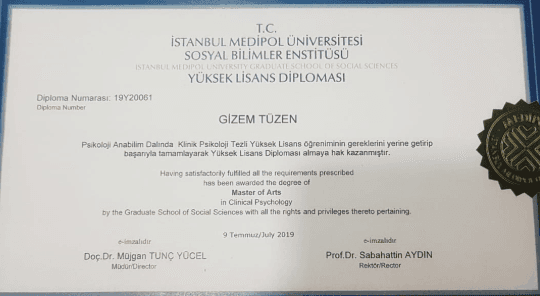 T.C.
İSTANBUL MEDİPOL ÜNİVERSİTESİ
SOSYAL BİLİMLER ENSTİTÜSÜ
ISTANBUL MEDIPOL UNIVERSITY GRADUATE SCHOOL OF SOCIAL SCIENCES
YÜKSEK LİSANS DİPLOMASI
Diploma Numarası: 19Y20061
Diploma Number
GİZEM TÜZEN
Psikoloji Anabilim Dalında Klinik Psikoloji Tezli Yüksek Lisans öğreniminin gereklerini yerine getirip
başarıyla tamamlayarak Yüksek Lisans Diploması almaya hak kazanmıştır.
Having satisfactorily fulfilled all the requirements prescribed
has been awarded the degree of
Master of Arts
in Clinical Psychology
by the Graduate School of Social Sciences with all the rights and privileges thereto pertaining.
9 Temmuz/July 2019
e-imzalıdır
Doç.Dr. Müjgan TUNÇ YÜCEL
Müdür/Director
e-imzalıdır
Prof.Dr. Sabahattin AYDIN
Rektör/Rector